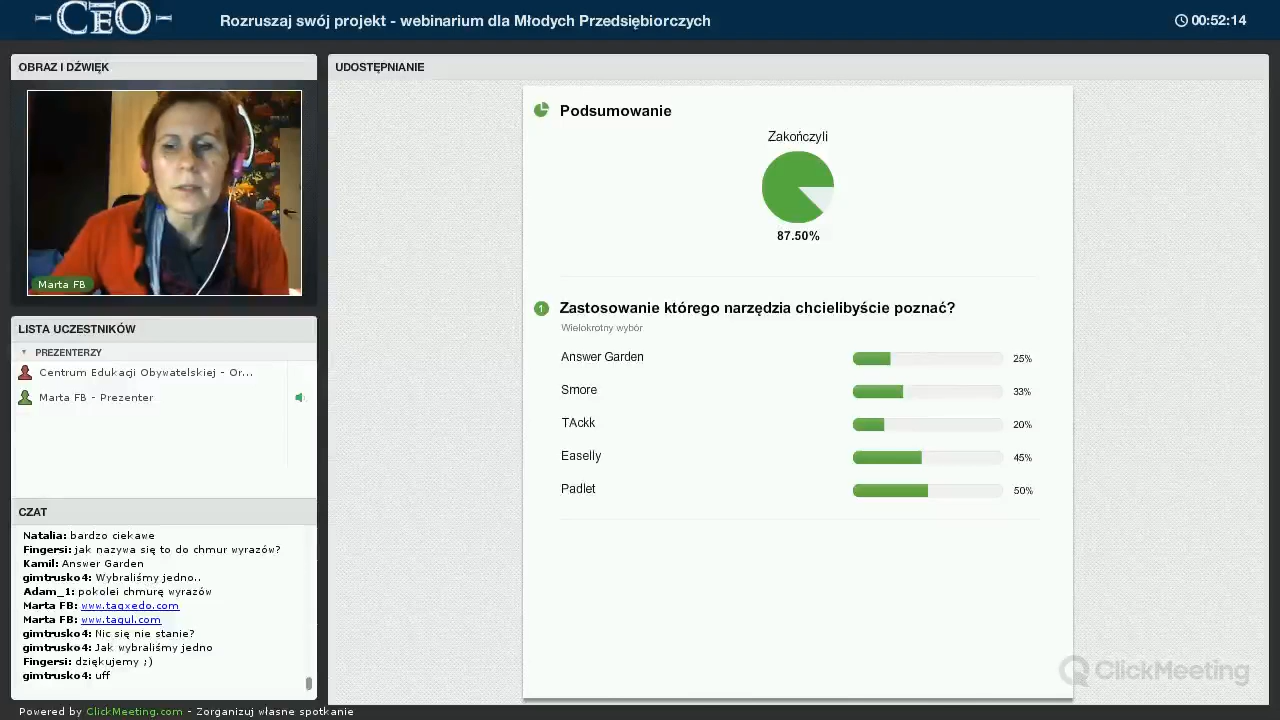 CEO
Rozruszaj swój projekt - webinarium dla Młodych Przedsiębiorczych
00:52:14
OBRAZ I DŹWIĘK
Marta FB
LISTA UCZESTNIKÓW
PREZENTERZY
Centrum Edukacji Obywatelskiej - Or...
Marta FB - Prezenter
CZAT
Natalia: bardzo ciekawe
Fingersi: jak nazywa się to do chmur wyrazów?
Kamil: Answer Garden
gimtrusko4: Wybraliśmy jedno..
Adam_1: pokolei chmurę wyrazów
Marta FB: www.tagxedo.com
Marta FB: www.tagul.com
gimtrusko4: Nic się nie stanie?
gimtrusko4: Jak wybraliśmy jedno
Fingersi: dziękujemy ;)
gimtrusko4: uff
UDOSTĘPNIANIE
Podsumowanie
Zakończyli
87.50%
1 Zastosowanie którego narzędzia chcielibyście poznać?
Wielokrotny wybór
Answer Garden 25%
Smore 33%
TAckk 20%
Easelly 45%
Padlet 50%
ClickMeeting
Powered by ClickMeeting.com - Zorganizuj własne spotkanie